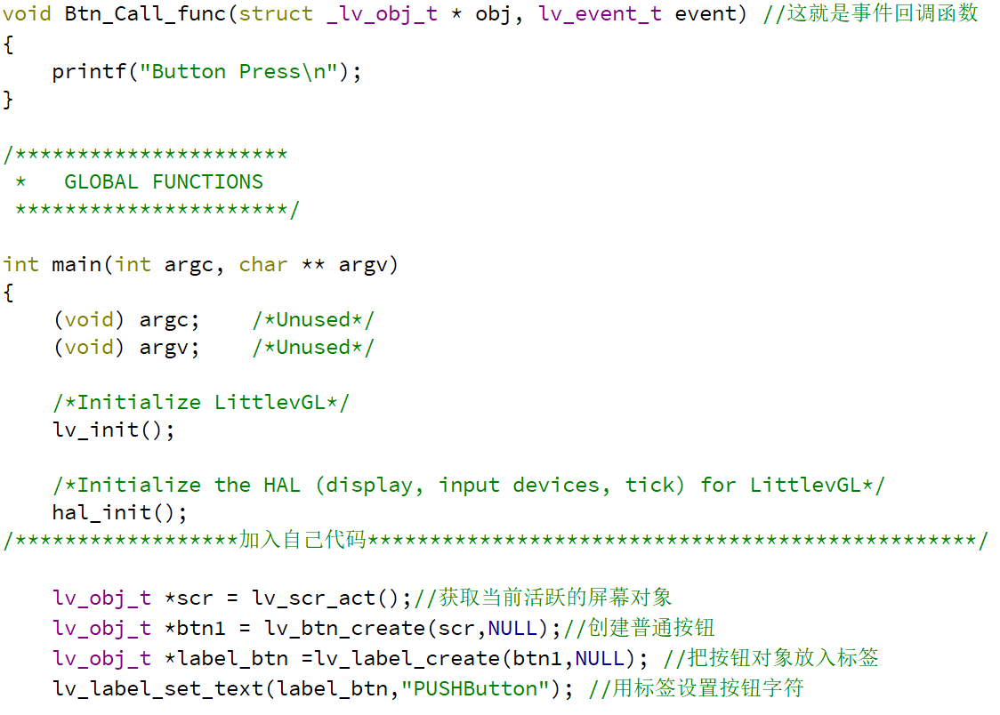 void Btn_Call_func(struct _lv_obj_t * obj, lv_event_t event) //这就是事件回调函数
{
    printf("Button Press\n");
}

/**********************
 *   GLOBAL FUNCTIONS
 **********************/

int main(int argc, char ** argv)
{
    (void) argc;    /*Unused*/
    (void) argv;    /*Unused*/

    /*Initialize LittlevGL*/
    lv_init();

    /*Initialize the HAL (display, input devices, tick) for LittlevGL*/
    hal_init();
/******************加入自己代码*************************************************/

    lv_obj_t *scr = lv_scr_act();//获取当前活跃的屏幕对象
    lv_obj_t *btn1 = lv_btn_create(scr,NULL);//创建普通按钮
    lv_obj_t *label_btn =lv_label_create(btn1,NULL); //把按钮对象放入标签
    lv_label_set_text(label_btn,"PUSHButton"); //用标签设置按钮字符